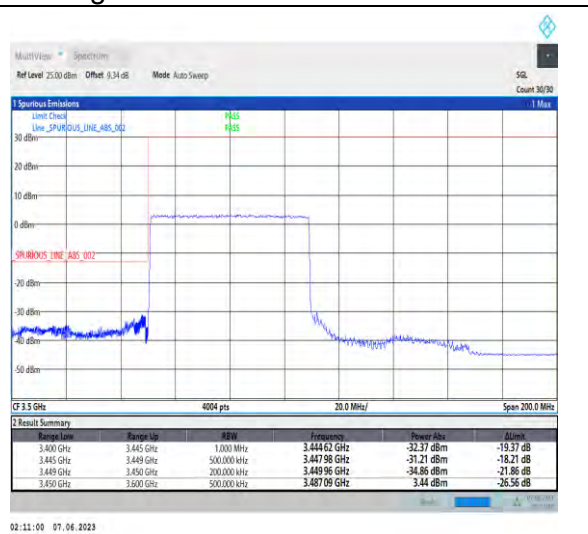 MultiView Spectrum
Ref Level 25.00 dBm Offset 9.34 dB Mode Auto Sweep SGL
Count 30/30
1 Spurious Emissions 1 Max
Limit Check PASS
Line _SPURIOUS_LINE_ABS_002 PASS
30 dBm
20 dBm
10 dBm
0 dBm
_SPURIOUS_LINE_ABS_002
-20 dBm
-30 dBm
-40 dBm
-50 dBm
CF 3.5 GHz 4004 pts 20.0 MHz/ Span 200.0 MHz
2 Result Summary
Range Low Range Up RBW Frequency Power Abs ΔLimit
3.400 GHz 3.445 GHz 1.000 MHz 3.444 62 GHz -32.37 dBm -19.37 dB
3.445 GHz 3.449 GHz 500.000 kHz 3.447 98 GHz -31.21 dBm -18.21 dB
3.449 GHz 3.450 GHz 200.000 kHz 3.449 96 GHz -34.86 dBm -21.86 dB
3.450 GHz 3.600 GHz 500.000 kHz 3.487 09 GHz 3.44 dBm -26.56 dB
02:11:00 07.06.2023